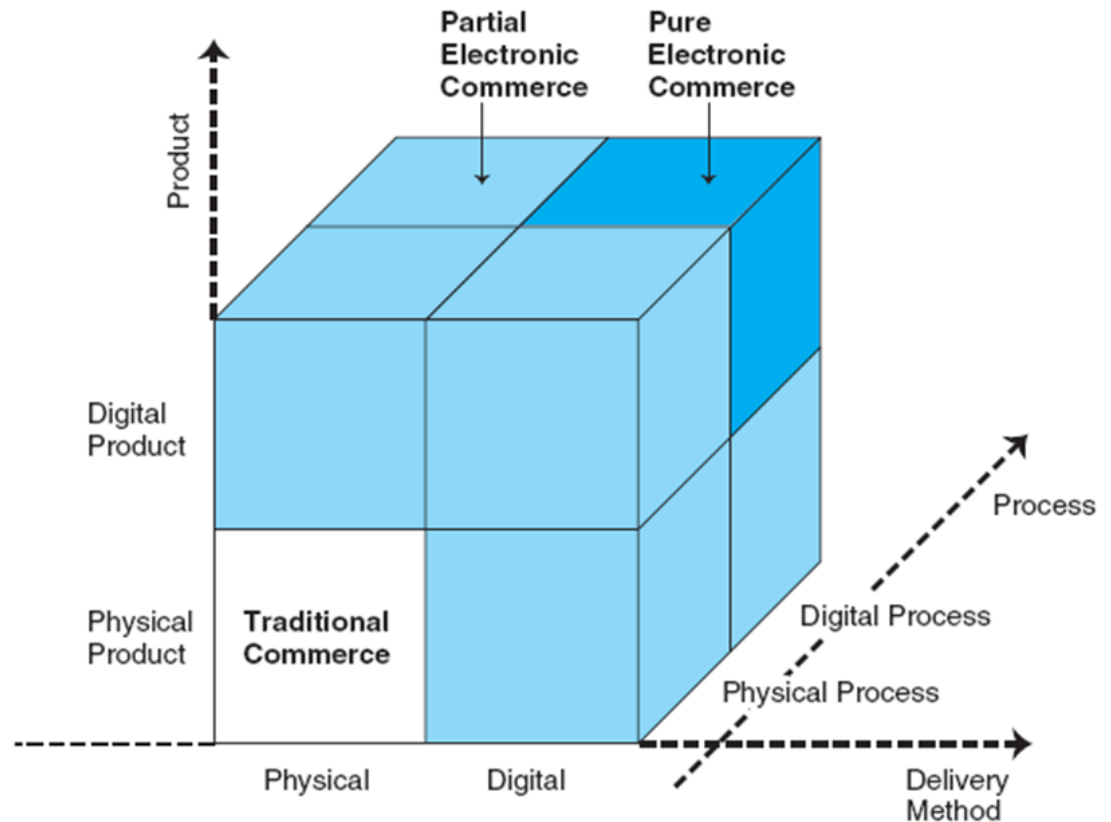 Partial
Electronic
Commerce
Pure
Electronic
Commerce
Product
Digital
Product
Process
Physical
Product
Traditional
Commerce
Digital Process
Physical Process
Physical
Digital
Delivery
Method